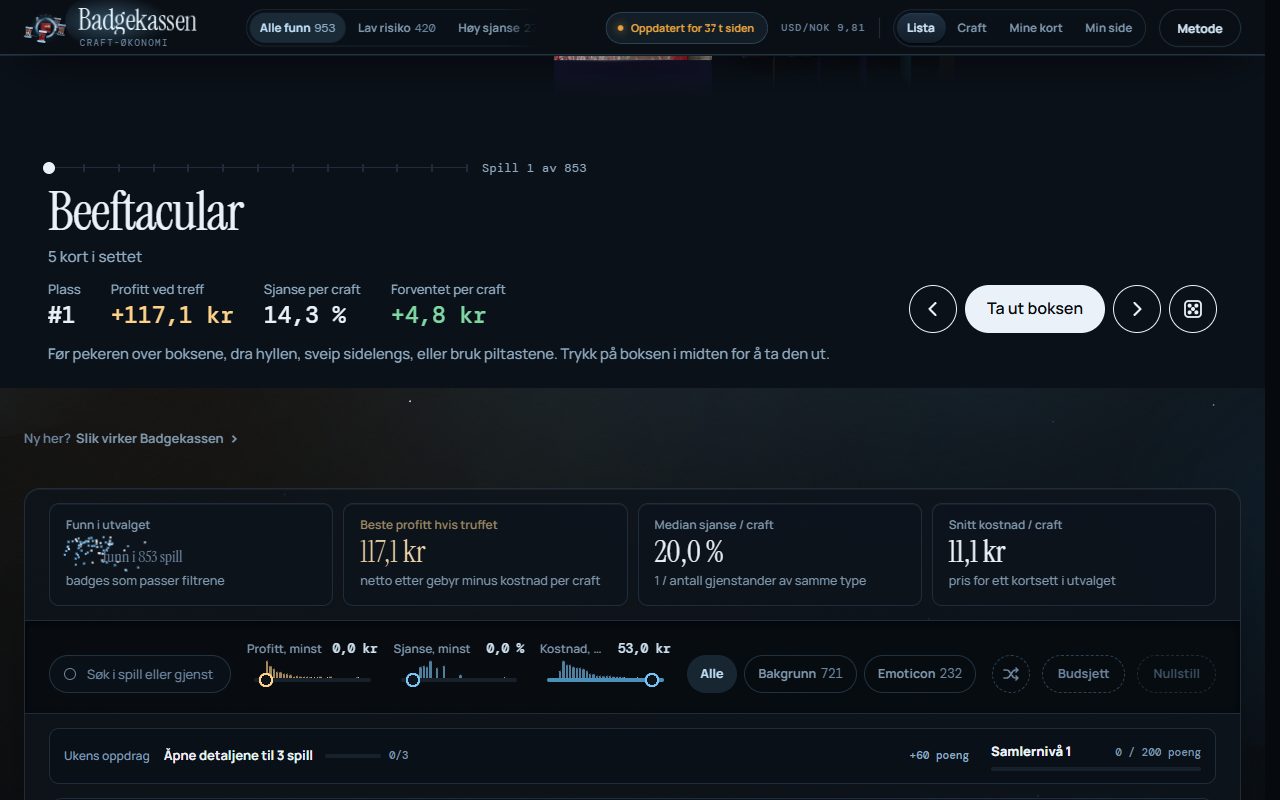 Badgekassen
CRAFT-ØKONOMI
Alle funn 953
Lav risiko 420
Høy sjanse
Oppdatert for 37 t siden
USD/NOK 9,81
Lista
Craft
Mine kort
Min side
Metode
Spill 1 av 853
Beeftacular
5 kort i settet
Plass
Profitt ved treff
Sjanse per craft
Forventet per craft
#1
+117,1 kr
14,3 %
+4,8 kr
Ta ut boksen
Før pekeren over boksene, dra hyllen, sveip sidelengs, eller bruk piltastene. Trykk på boksen i midten for å ta den ut.
Ny her? Slik virker Badgekassen
Funn i utvalget
funn i 853 spill
badges som passer filtrene
Beste profitt hvis truffet
117,1 kr
netto etter gebyr minus kostnad per craft
Median sjanse / craft
20,0 %
1 / antall gjenstander av samme type
Snitt kostnad / craft
11,1 kr
pris for ett kortsett i utvalget
Søk i spill eller gjenst
Profitt, minst 0,0 kr
Sjanse, minst 0,0 %
Kostnad, … 53,0 kr
Alle
Bakgrunn 721
Emoticon 232
Budsjett
Nullstill
Ukens oppdrag
Åpne detaljene til 3 spill
0/3
+60 poeng
Samlernivå 1
0 / 200 poeng